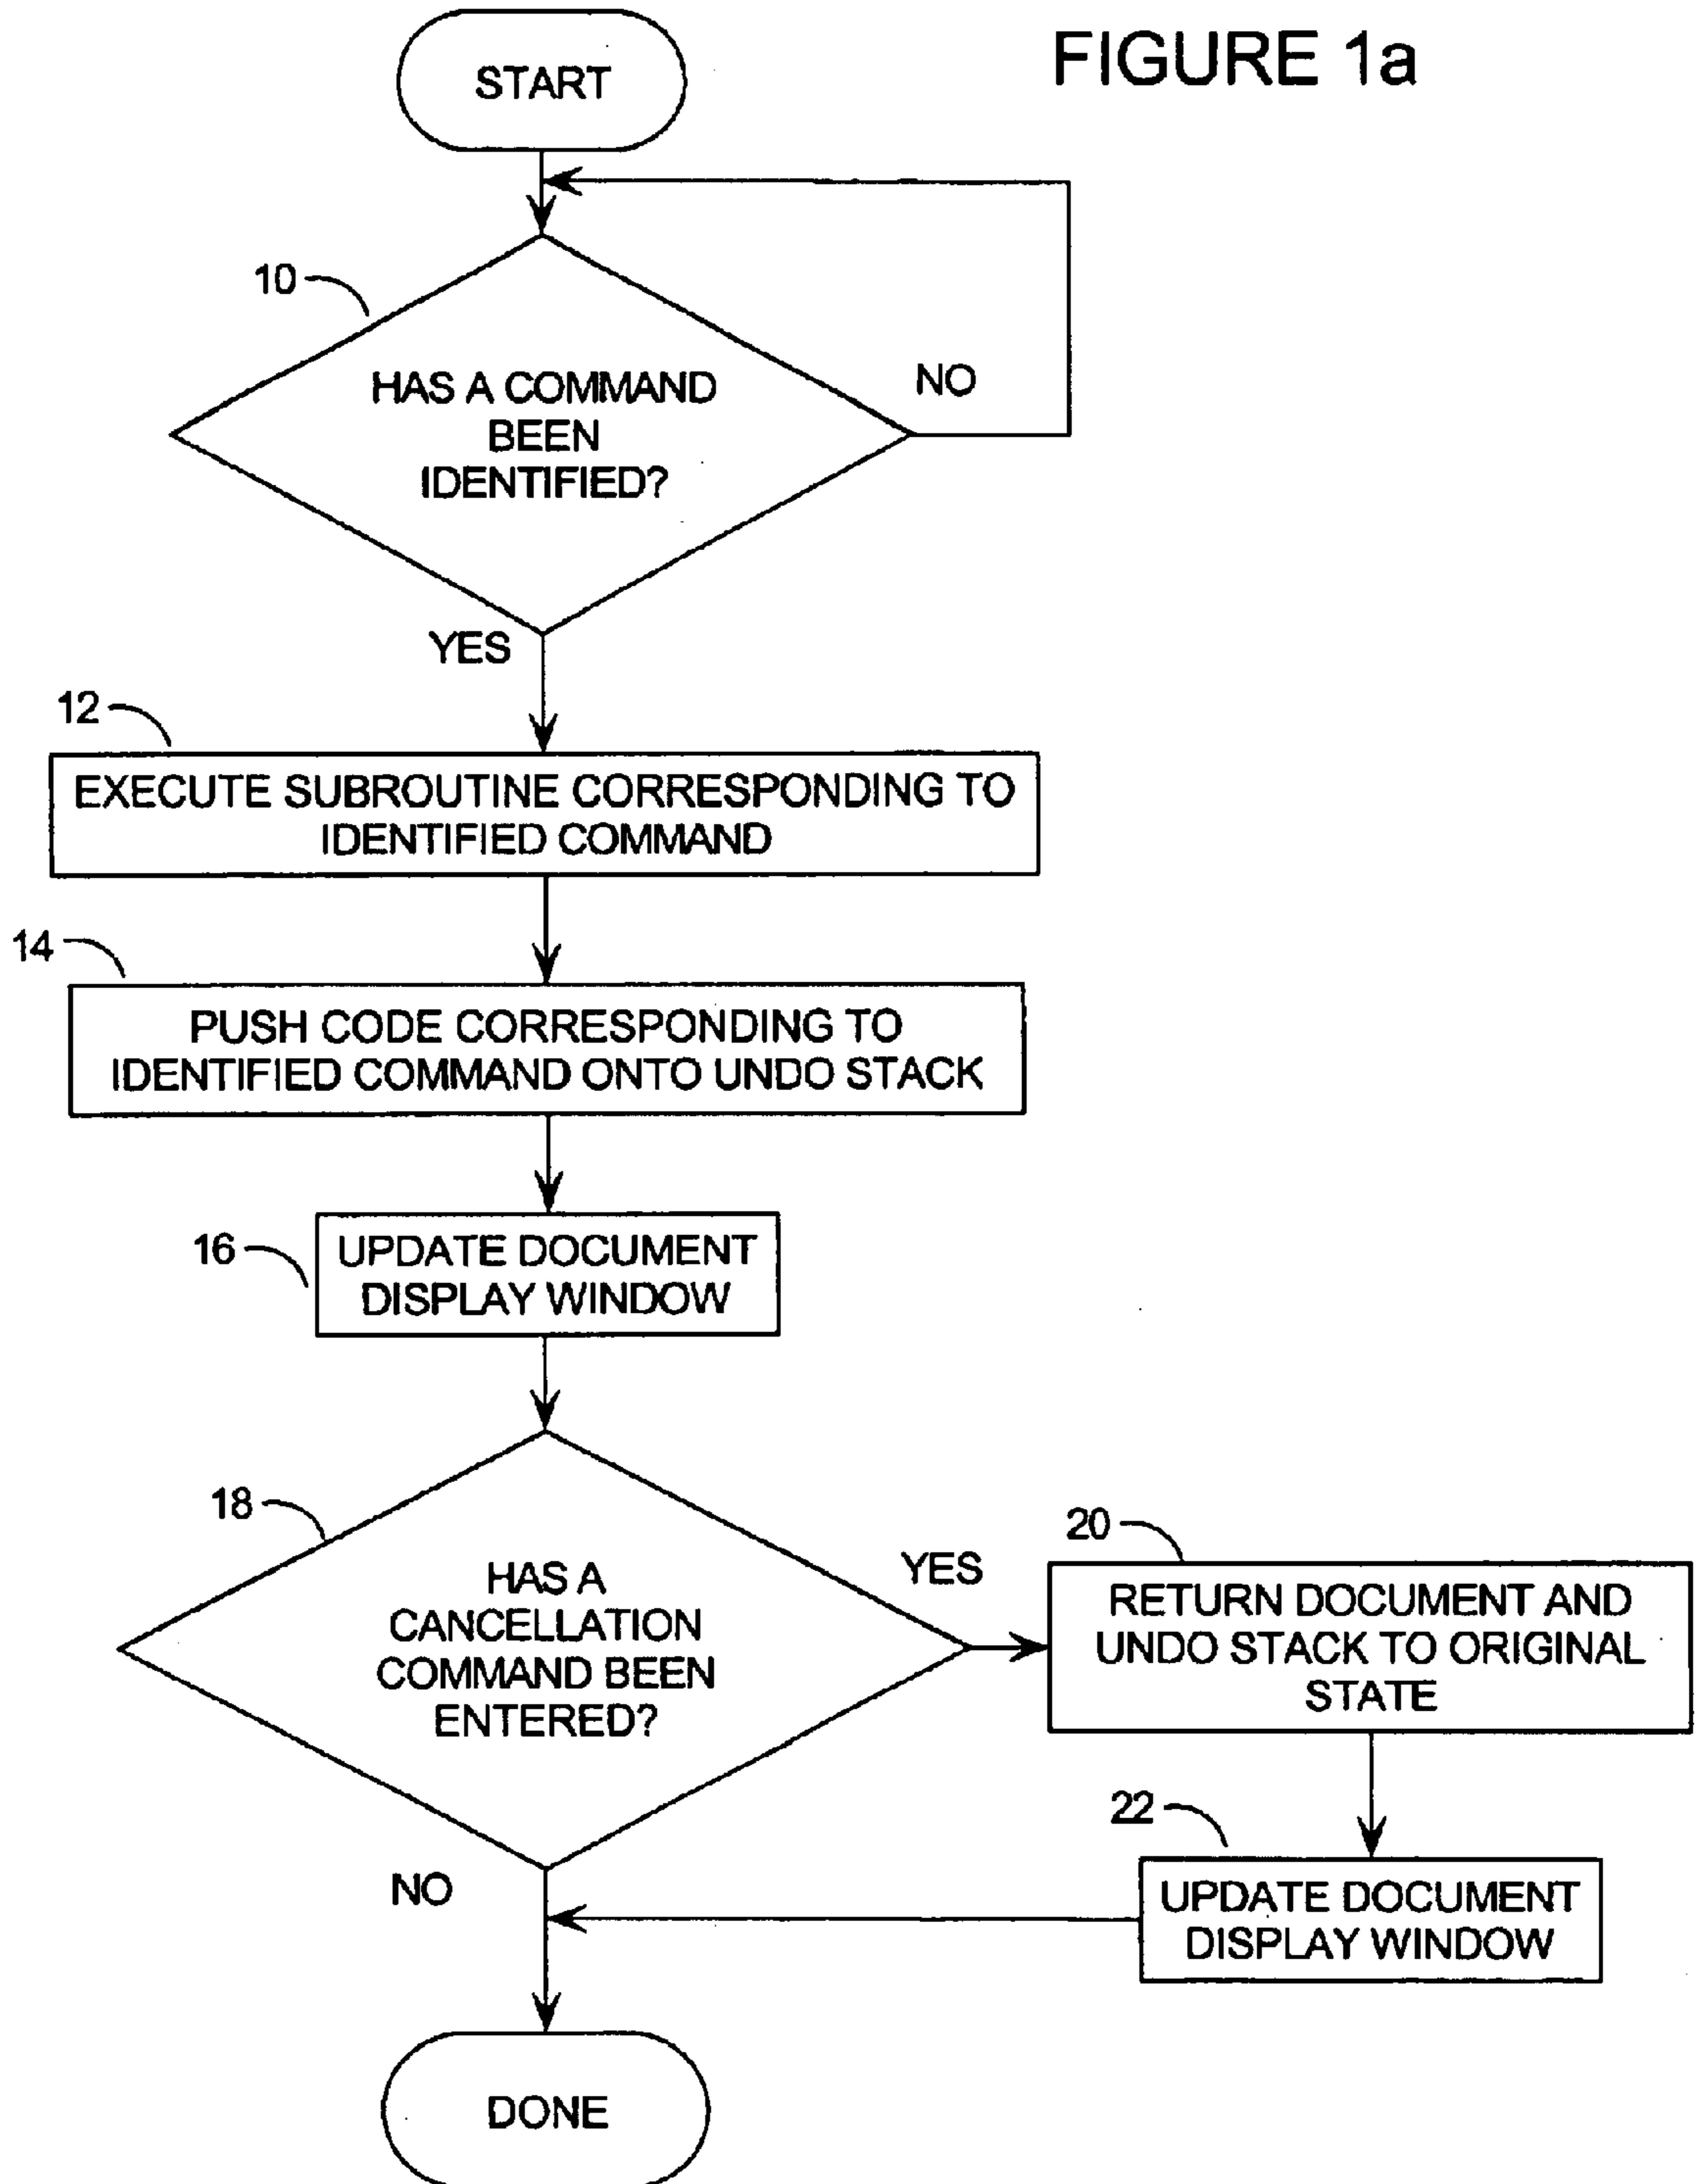 FIGURE 1a
START
10
HAS A COMMAND
BEEN
IDENTIFIED?
NO
YES
12
EXECUTE SUBROUTINE CORRESPONDING TO
IDENTIFIED COMMAND
14
PUSH CODE CORRESPONDING TO
IDENTIFIED COMMAND ONTO UNDO STACK
16
UPDATE DOCUMENT
DISPLAY WINDOW
18
HAS A
CANCELLATION
COMMAND BEEN
ENTERED?
YES
20
RETURN DOCUMENT AND
UNDO STACK TO ORIGINAL
STATE
22
UPDATE DOCUMENT
DISPLAY WINDOW
NO
DONE